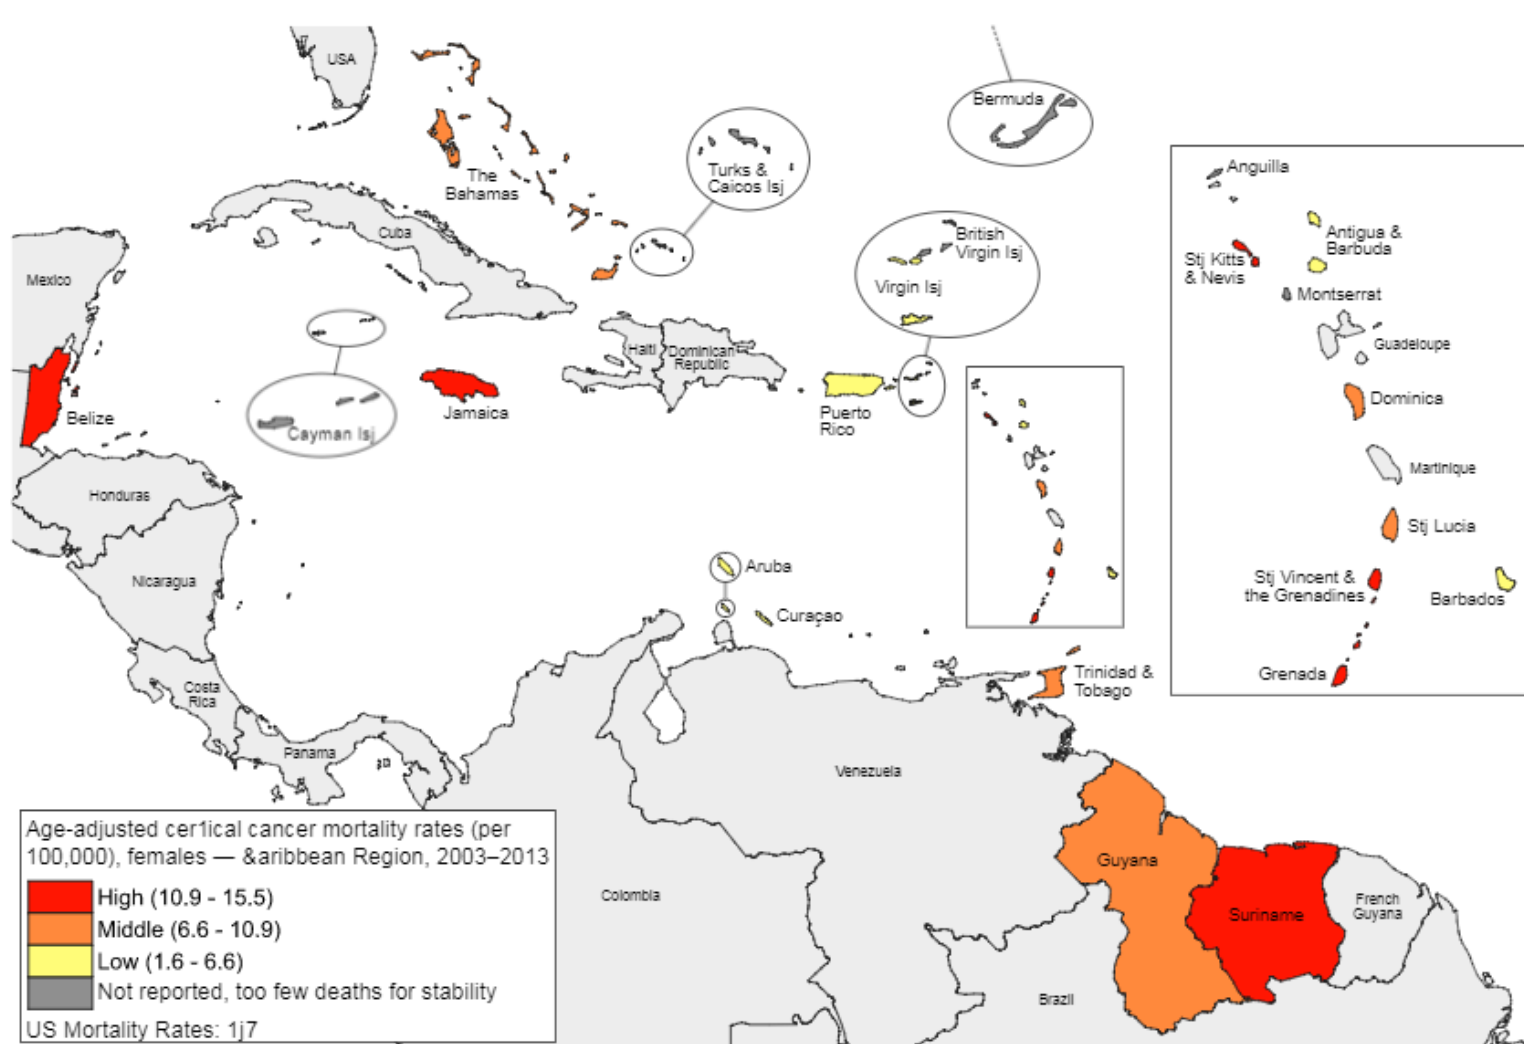 USA
Bermuda
The
Bahamas
Turks &
Caicos Isj
Cuba
British
Virgin Isj
Virgin Isj
Mexico
Haiti
Dominican
Republic
Belize
Jamaica
Cayman Isj
Puerto
Rico
Honduras
Nicaragua
Aruba
Curaçao
Costa
Rica
Panama
Trinidad &
Tobago
Venezuela
Colombia
Guyana
Suriname
French
Guyana
Brazil
Anguilla
Antigua &
Barbuda
Stj Kitts
& Nevis
Montserrat
Guadeloupe
Dominica
Martinique
Stj Lucia
Stj Vincent &
the Grenadines
Barbados
Grenada
Age-adjusted cer1ical cancer mortality rates (per
100,000), females — &aribbean Region, 2003–2013
High (10.9 - 15.5)
Middle (6.6 - 10.9)
Low (1.6 - 6.6)
Not reported, too few deaths for stability
US Mortality Rates: 1j7